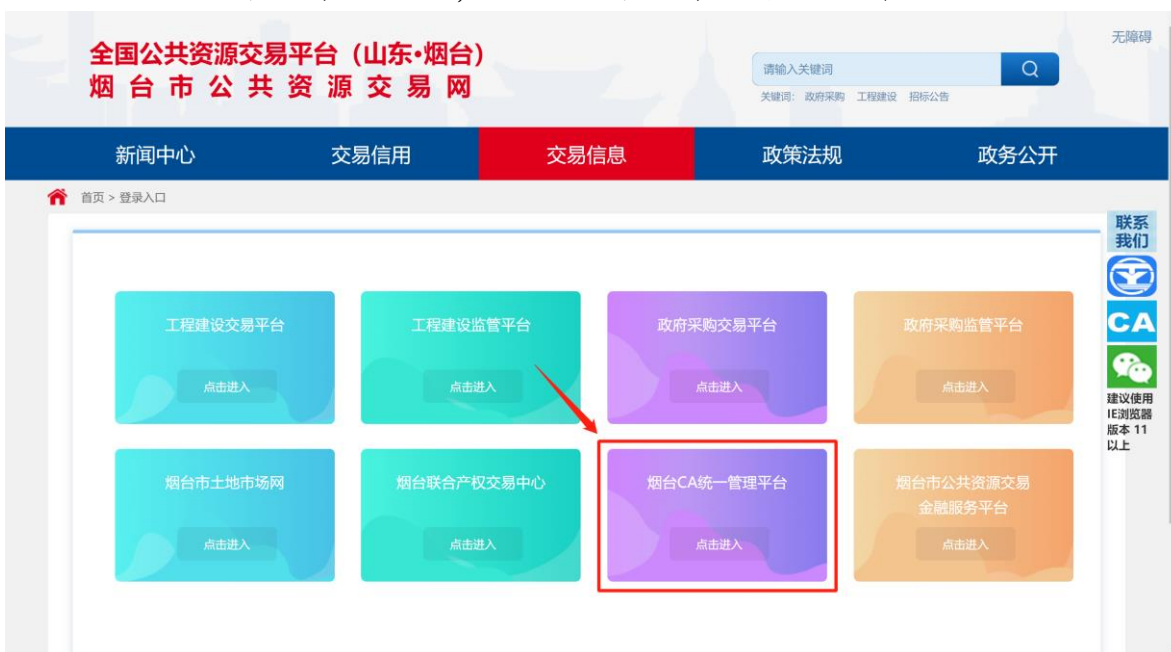 全国公共资源交易平台（山东•烟台）
烟台市公共资源交易网
无障碍
请输入关键词
关键词： 政府采购 工程建设 招标公告
新闻中心 交易信用 交易信息 政策法规 政务公开
首页 > 登录入口
联系
我们
工程建设交易平台 工程建设监管平台 政府采购交易平台 政府采购监管平台
点击进入 点击进入 点击进入 点击进入
CA
建议使用
IE浏览器
版本 11
以上
烟台市土地市场网 烟台联合产权交易中心 烟台CA统一管理平台 烟台市公共资源交易
金融服务平台
点击进入 点击进入 点击进入 点击进入